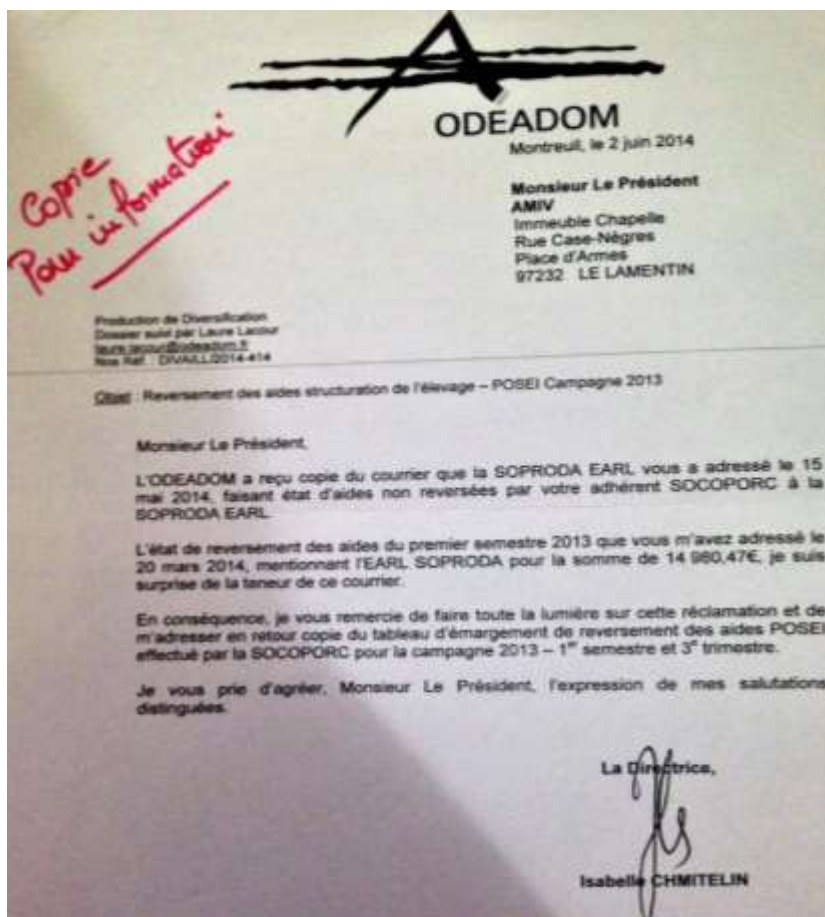 ODEADOM
Montreuil, le 2 juin 2014
Copie
Pour information
Monsieur Le Président
AMIV
Immeuble Chapelle
Rue Case-Nègres
Place d'Armes
97232 LE LAMENTIN
Production de Diversification
Dossier suivi par Laure Lacour
laure.lacour@odeadom.fr
Nos Réf : DIVA/LL/2014-414
Objet : Reversement des aides structuration de l'élevage – POSEI Campagne 2013
Monsieur Le Président,
L'ODEADOM a reçu copie du courrier que la SOPRODA EARL vous a adressé le 15
mai 2014, faisant état d'aides non reversées par votre adhérent SOCOPORC à la
SOPRODA EARL.
L'état de reversement des aides du premier semestre 2013 que vous m'avez adressé le
20 mars 2014, mentionnant l'EARL SOPRODA pour la somme de 14 980,47€, je suis
surprise de la teneur de ce courrier.
En conséquence, je vous remercie de faire toute la lumière sur cette réclamation et de
m'adresser en retour copie du tableau d'émargement de reversement des aides POSEI
effectué par la SOCOPORC pour la campagne 2013 – 1er semestre et 3e trimestre.
Je vous prie d'agréer, Monsieur Le Président, l'expression de mes salutations
distinguées.
La Directrice,
Isabelle CHMITELIN